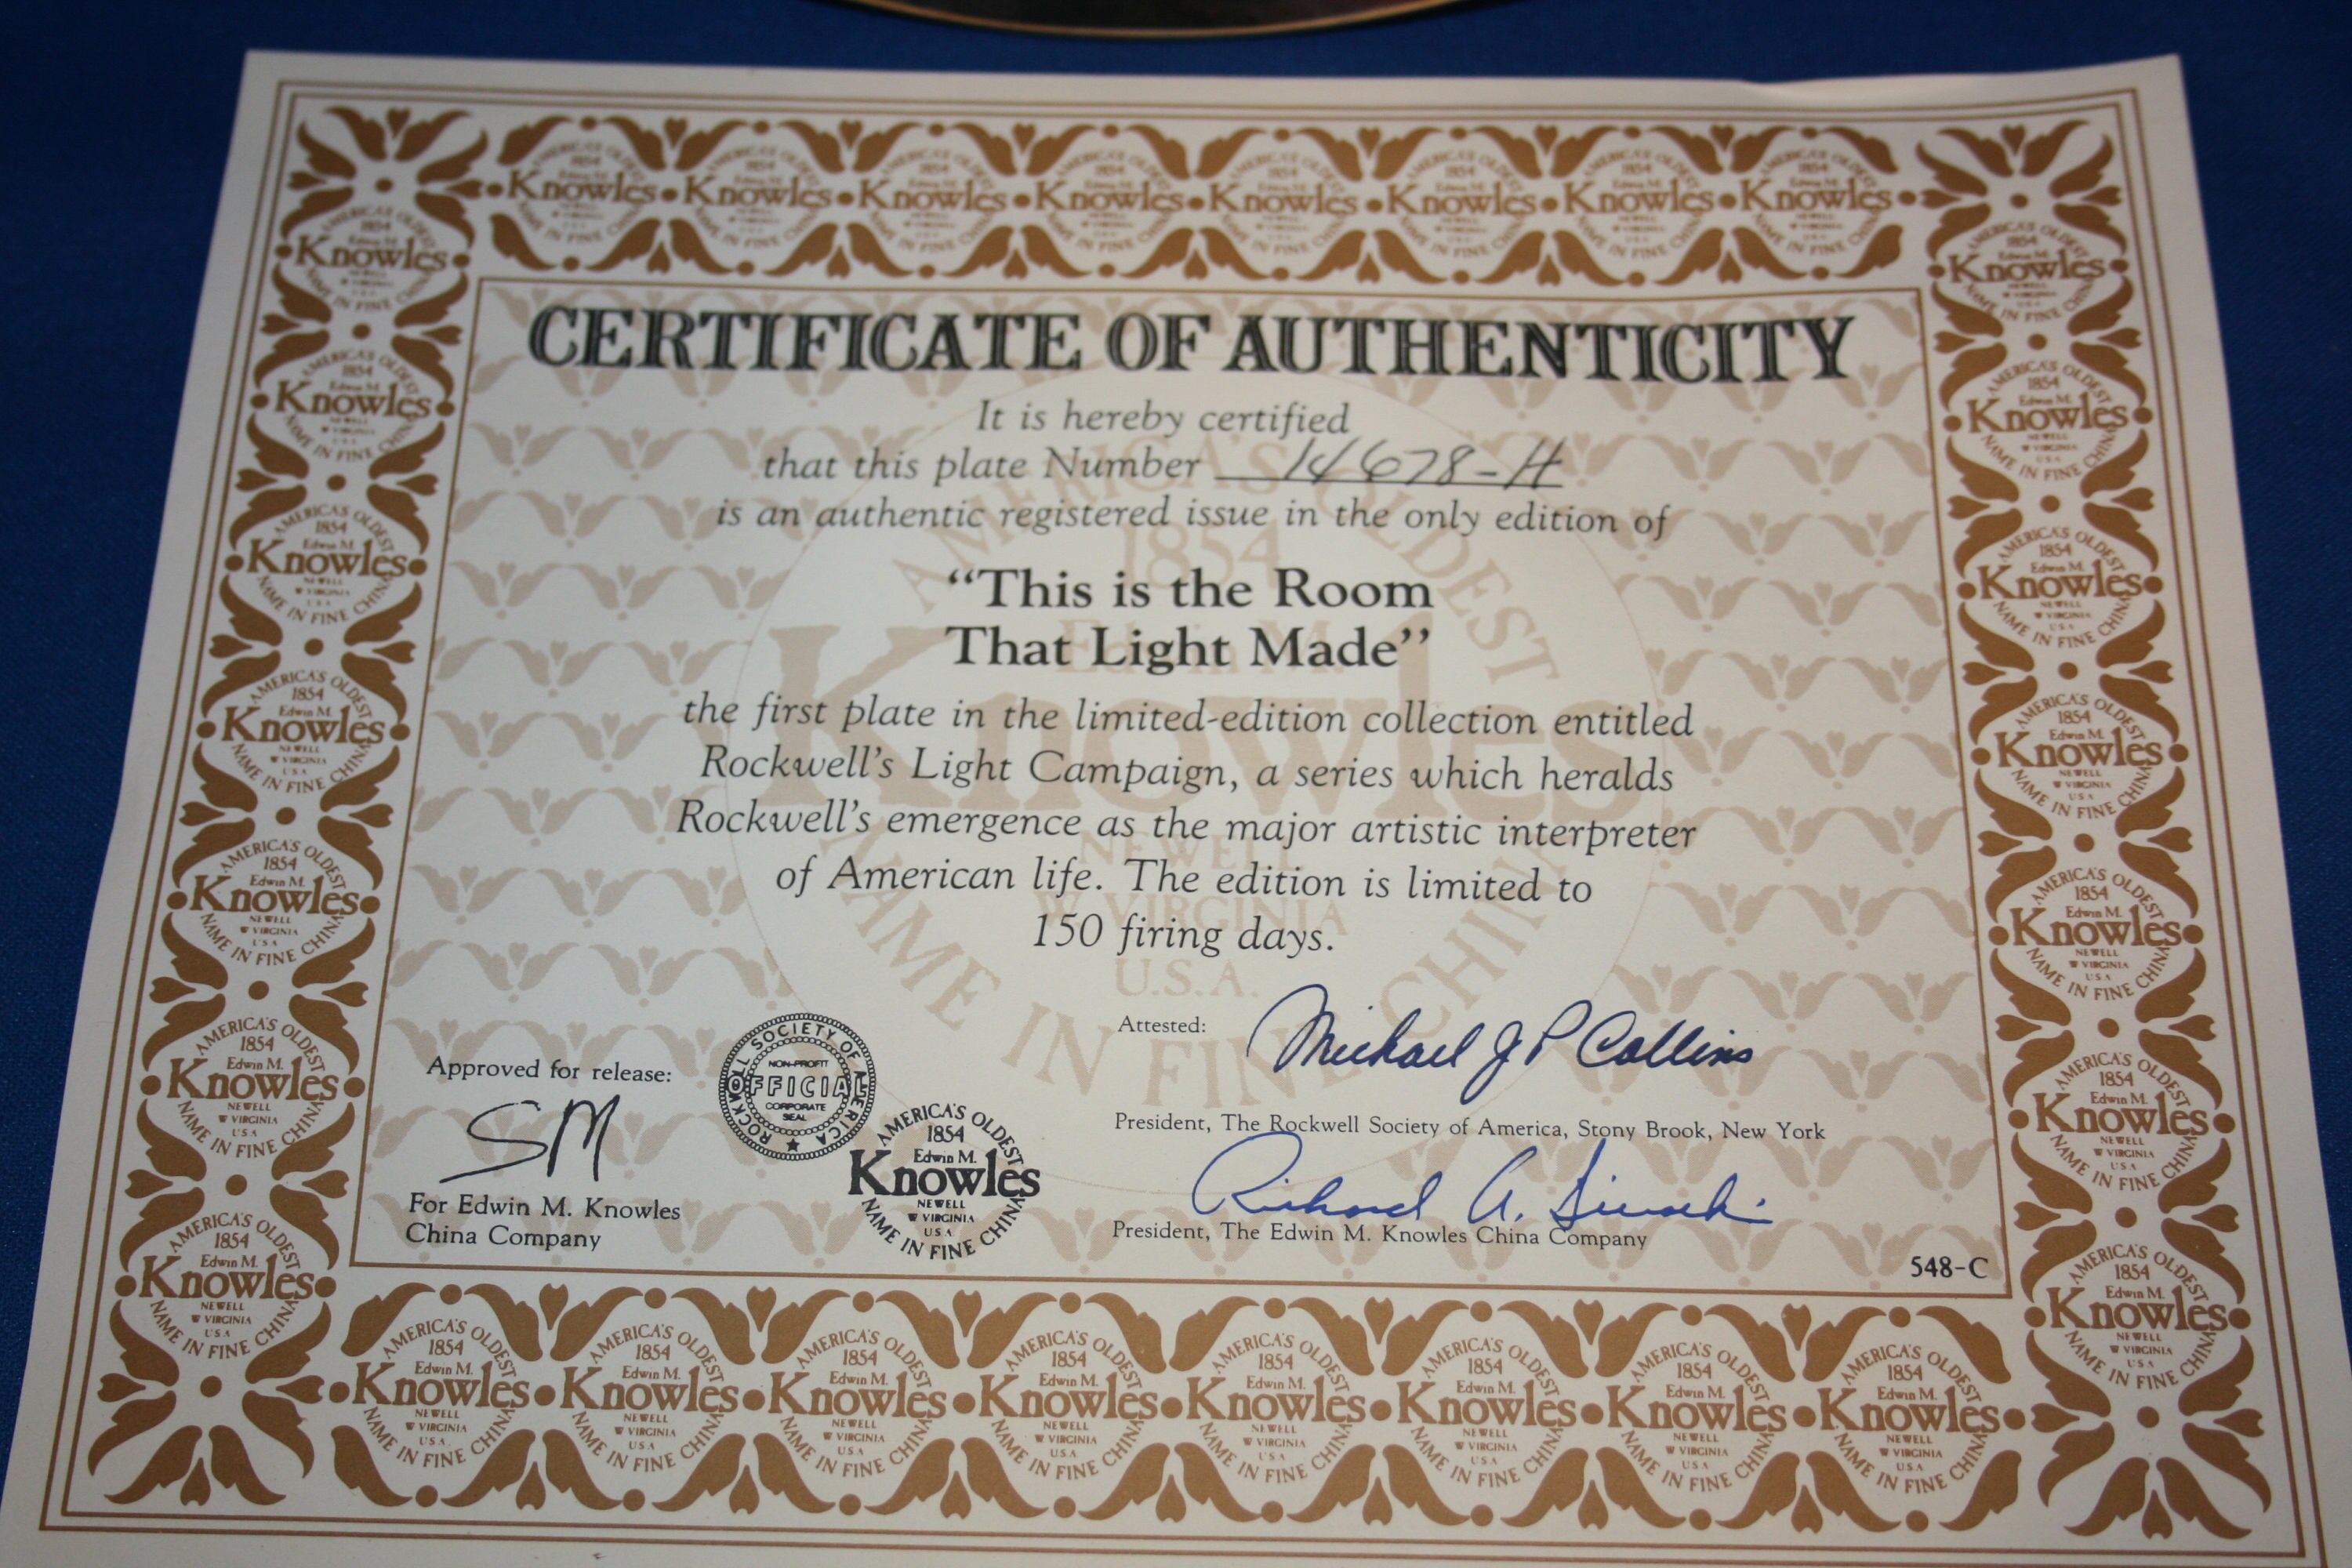 CERTIFICATE OF AUTHENTICITY
It is hereby certified
that this plate Number 14678-H
is an authentic registered issue in the only edition of
“This is the Room
That Light Made”
the first plate in the limited-edition collection entitled
Rockwell’s Light Campaign, a series which heralds
Rockwell’s emergence as the major artistic interpreter
of American life. The edition is limited to
150 firing days.
Approved for release:
SM
For Edwin M. Knowles
China Company
ROCKWELL SOCIETY OF AMERICA
NON-PROFIT
OFFICIAL
CORPORATE
SEAL
AMERICA'S OLDEST
1854
Edwin M.
Knowles
NEWELL
W VIRGINIA
USA
NAME IN FINE CHINA
Attested:
Michael J P Collins
President, The Rockwell Society of America, Stony Brook, New York
Richard A.
President, The Edwin M. Knowles China Company
548-C